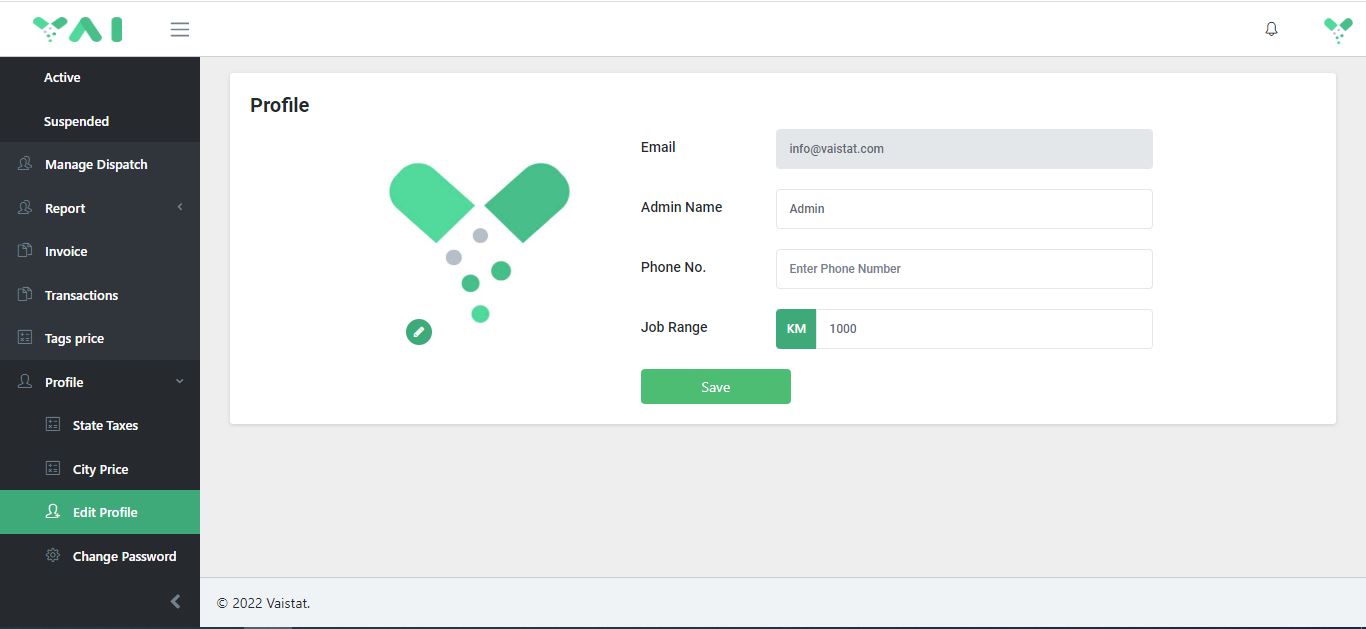 VAI
Active
Suspended
Manage Dispatch
Report
Invoice
Transactions
Tags price
Profile
State Taxes
City Price
Edit Profile
Change Password
Profile
Email
info@vaistat.com
Admin Name
Admin
Phone No.
Enter Phone Number
Job Range
KM 1000
Save
© 2022 Vaistat.